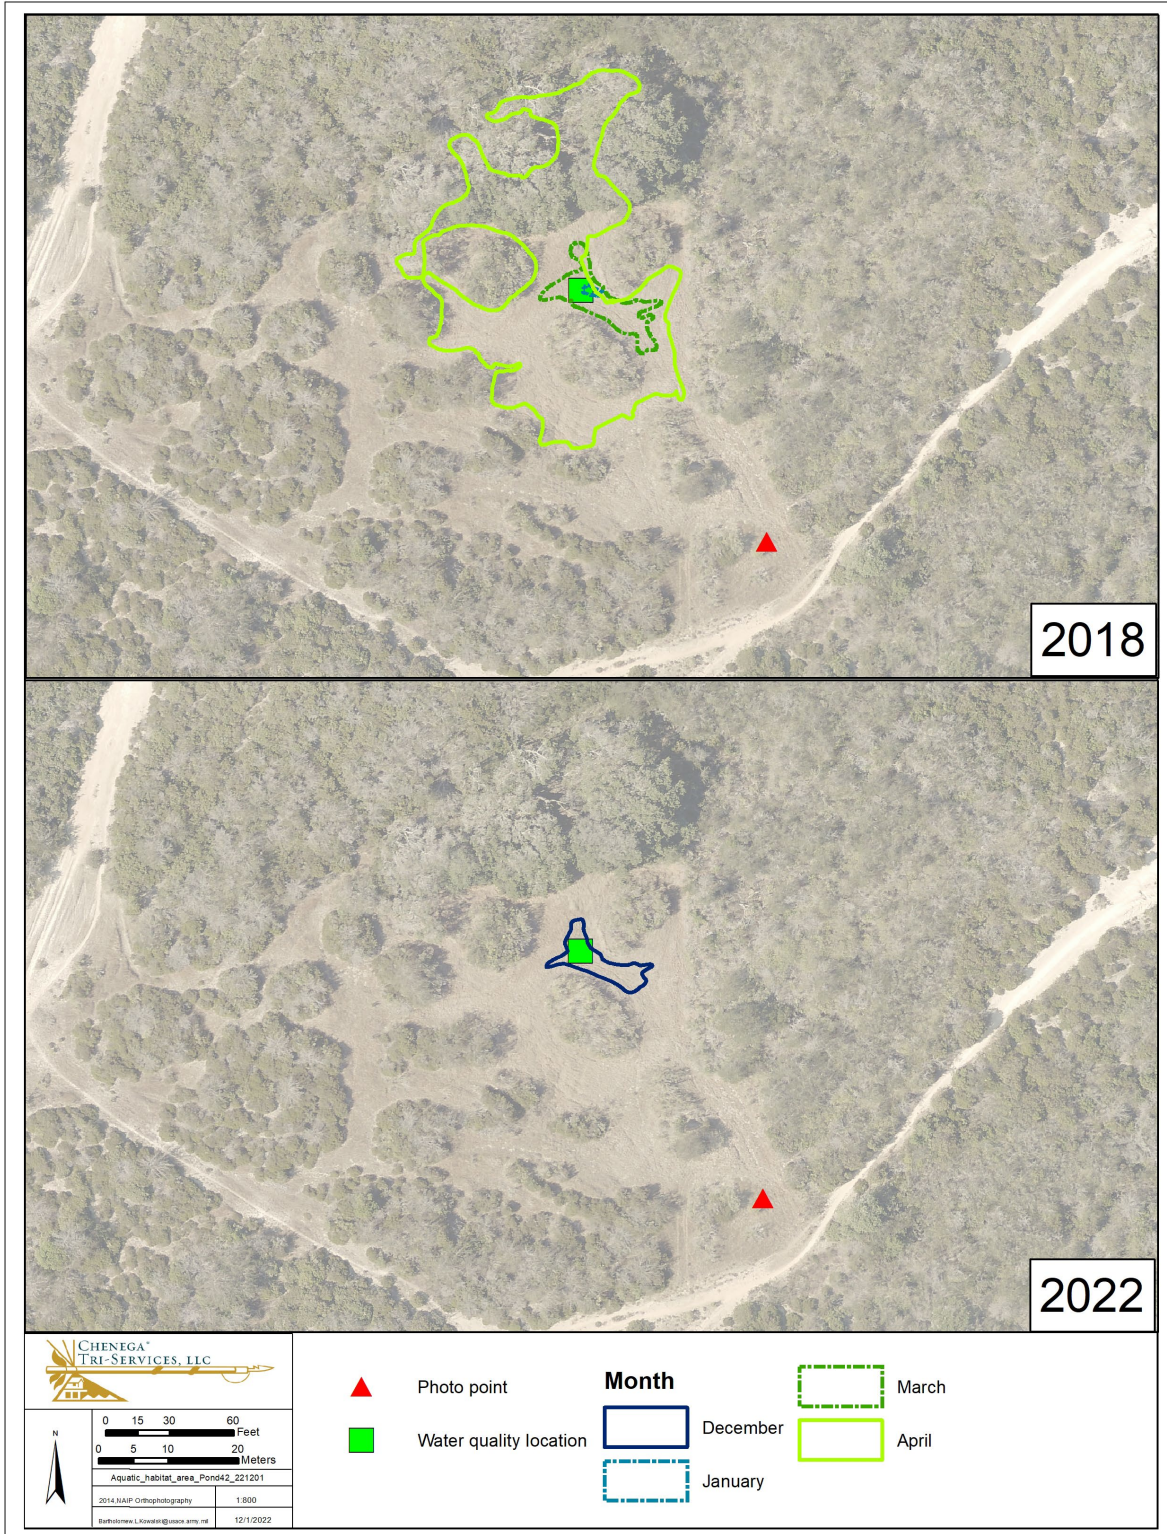 2018
2022
CHENEGA®
TRI-SERVICES, LLC
N
0 15 30 60
Feet
0 5 10 20
Meters
Aquatic_habitat_area_Pond42_221201
2014,NAIP Orthophotography
1:800
Bartholomew.L.Kowalski@usace.army.mil
12/1/2022
Photo point
Water quality location
Month
December
January
March
April